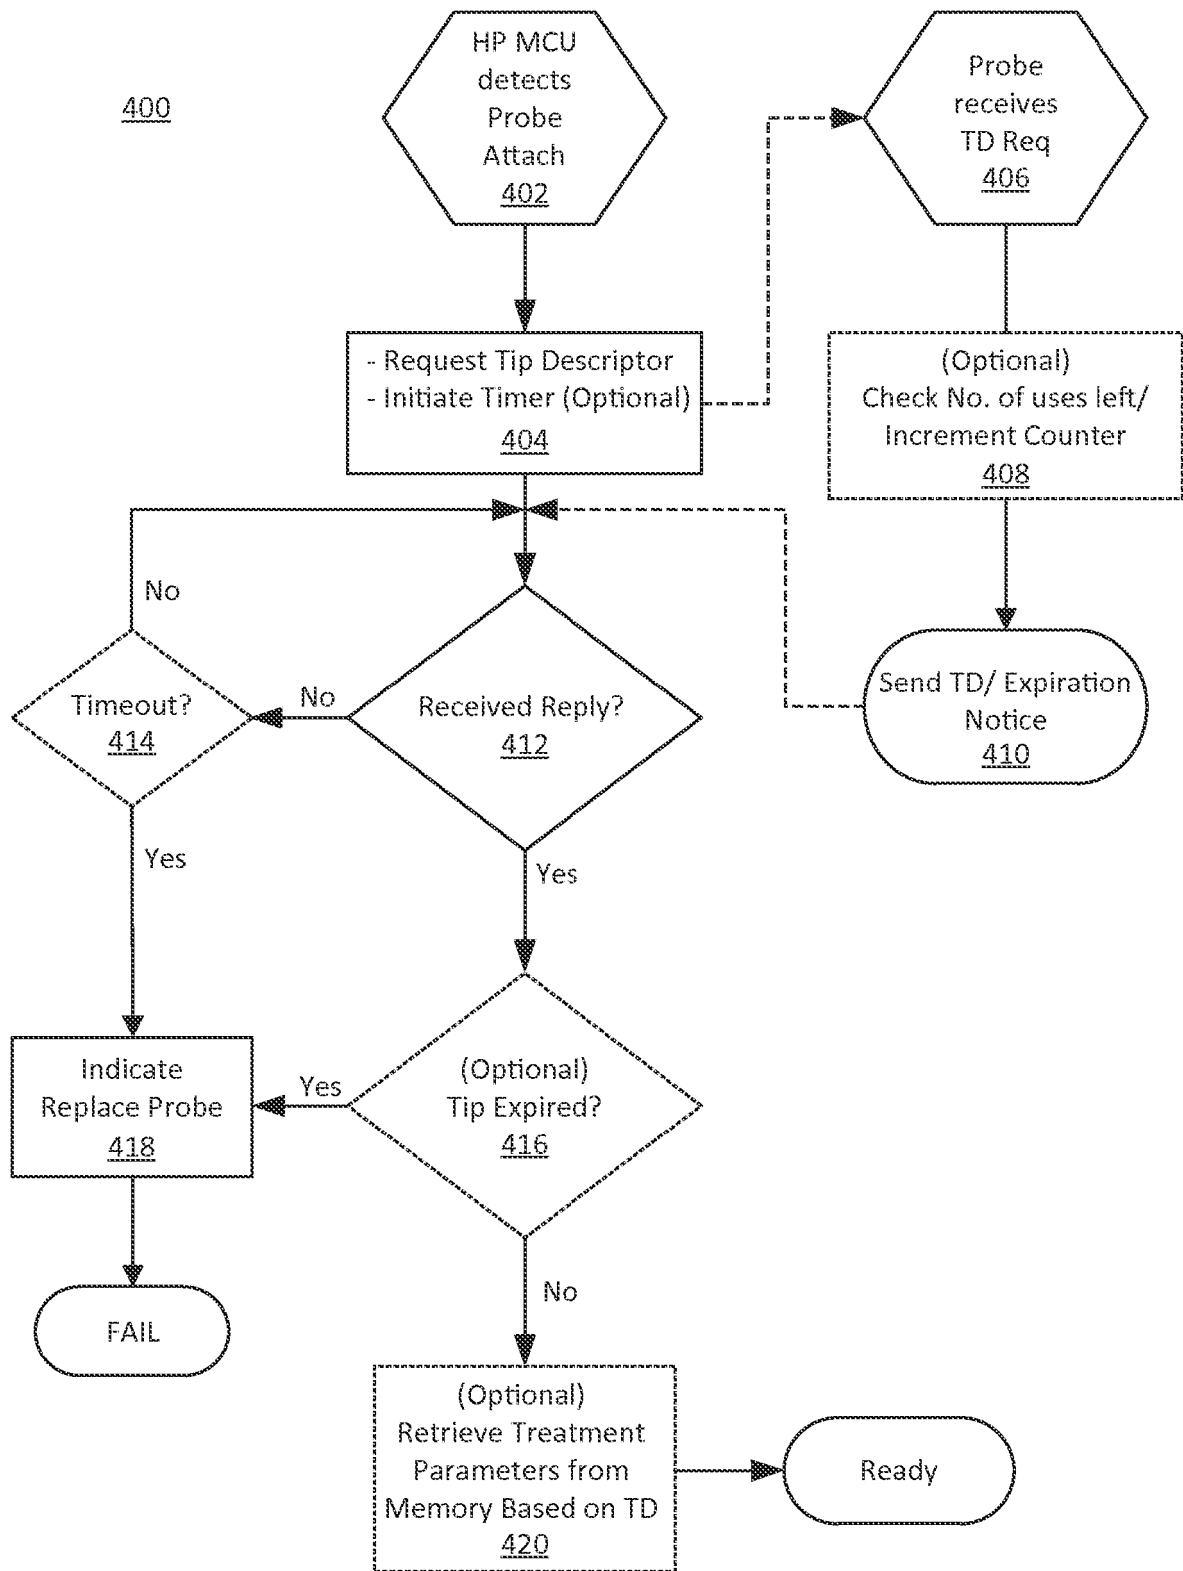 400
HP MCU
detects
Probe
Attach
402
Probe
receives
TD Req
406
- Request Tip Descriptor
- Initiate Timer (Optional)
404
(Optional)
Check No. of uses left/
Increment Counter
408
No
Timeout?
414
No
Received Reply?
412
Send TD/ Expiration
Notice
410
Yes
Yes
Indicate
Replace Probe
418
Yes
(Optional)
Tip Expired?
416
No
FAIL
(Optional)
Retrieve Treatment
Parameters from
Memory Based on TD
420
Ready